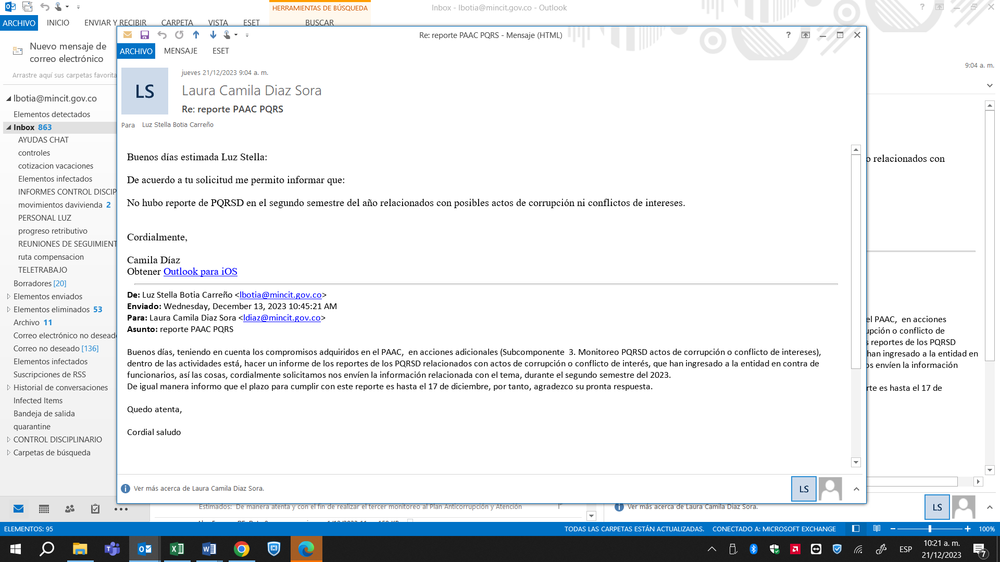 HERRAMIENTAS DE BÚSQUEDA
Inbox - lbotia@mincit.gov.co - Outlook
ARCHIVO INICIO ENVIAR Y RECIBIR CARPETA VISTA ESET BUSCAR
Nuevo mensaje de
correo electrónico
Arrastre aquí sus carpetas favorita
lbotia@mincit.gov.co
Elementos detectados
Inbox 863
AYUDAS CHAT
controles
cotizacion vacaciones
Elementos infectados
INFORMES CONTROL DISCIP
movimientos davivienda 2
PERSONAL LUZ
progreso retributivo
REUNIONES DE SEGUIMIENT
ruta compensacion
TELETRABAJO
Borradores [20]
Elementos enviados
Elementos eliminados 53
Archivo 11
Correo electrónico no desead
Correo no deseado [136]
Elementos infectados
Suscripciones de RSS
Historial de conversaciones
Infected Items
Bandeja de salida
quarantine
CONTROL DISCIPLINARIO
Carpetas de búsqueda
Re: reporte PAAC PQRS - Mensaje (HTML)
ARCHIVO MENSAJE ESET
LS
jueves 21/12/2023 9:04 a. m.
Laura Camila Diaz Sora
Re: reporte PAAC PQRS
Para Luz Stella Botia Carreño
Buenos días estimada Luz Stella:
De acuerdo a tu solicitud me permito informar que:
No hubo reporte de PQRSD en el segundo semestre del año relacionados con posibles actos de corrupción ni conflictos de intereses.
Cordialmente,
Camila Díaz
Obtener Outlook para iOS
De: Luz Stella Botia Carreño <lbotia@mincit.gov.co>
Enviado: Wednesday, December 13, 2023 10:45:21 AM
Para: Laura Camila Diaz Sora <ldiaz@mincit.gov.co>
Asunto: reporte PAAC PQRS
Buenos días, teniendo en cuenta los compromisos adquiridos en el PAAC, en acciones adicionales (Subcomponente 3. Monitoreo PQRSD actos de corrupción o conflicto de intereses),
dentro de las actividades está, hacer un informe de los reportes de los PQRSD relacionados con actos de corrupción o conflicto de interés, que han ingresado a la entidad en contra de
funcionarios, así las cosas, cordialmente solicitamos nos envíen la información relacionada con el tema, durante el segundo semestre del 2023.
De igual manera informo que el plazo para cumplir con este reporte es hasta el 17 de diciembre, por tanto, agradezco su pronta respuesta.
Quedo atenta,
Cordial saludo
Ver más acerca de Laura Camila Diaz Sora.
LS
9:04 a. m.
o relacionados con
el PAAC, en acciones
upción o conflicto de
s reportes de los PQRSD
han ingresado a la entidad en
os envíen la información
rte es hasta el 17 de
Estimados: De manera atenta y con el fin de realizar el tercer monitoreo al Plan Anticorrupción y Atención
Ver más acerca de Laura Camila Diaz Sora.
LS
ELEMENTOS: 95
TODAS LAS CARPETAS ESTÁN ACTUALIZADAS. CONECTADO A: MICROSOFT EXCHANGE 100%
ESP
10:21 a. m.
21/12/2023
7